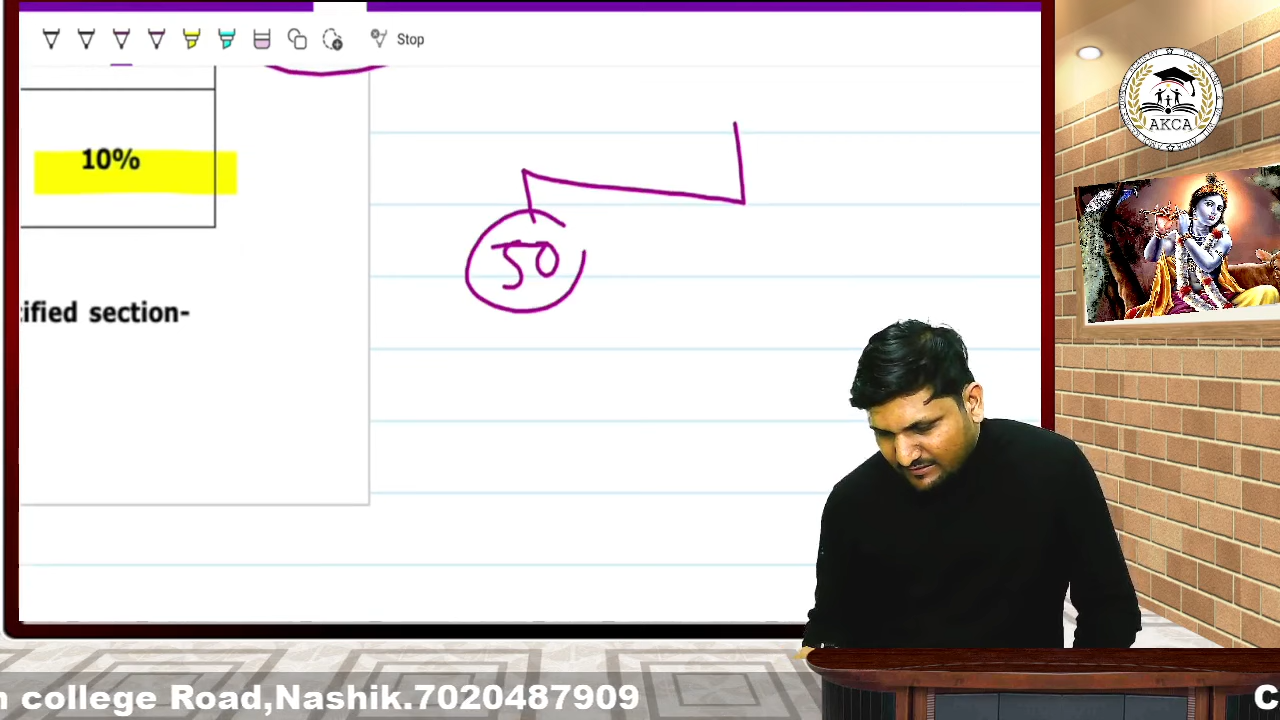 Stop
10%
50
ified section-
AKCA
college Road,Nashik.7020487909
C